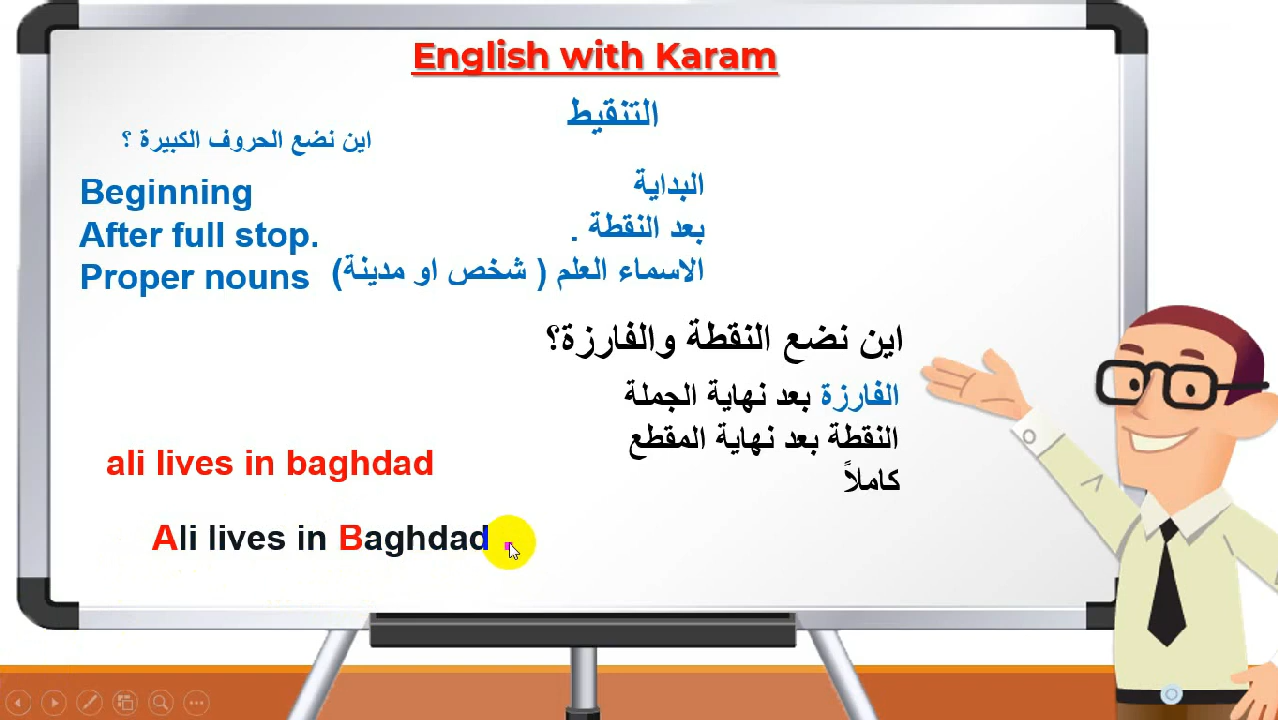 English with Karam
التنقيط
اين نضع الحروف الكبيرة ؟
Beginning البداية
After full stop. بعد النقطة .
Proper nouns الاسماء العلم ( شخص او مدينة)
اين نضع النقطة والفارزة؟
الفارزة بعد نهاية الجملة
النقطة بعد نهاية المقطع
كاملاً
ali lives in baghdad
Ali lives in Baghdad .